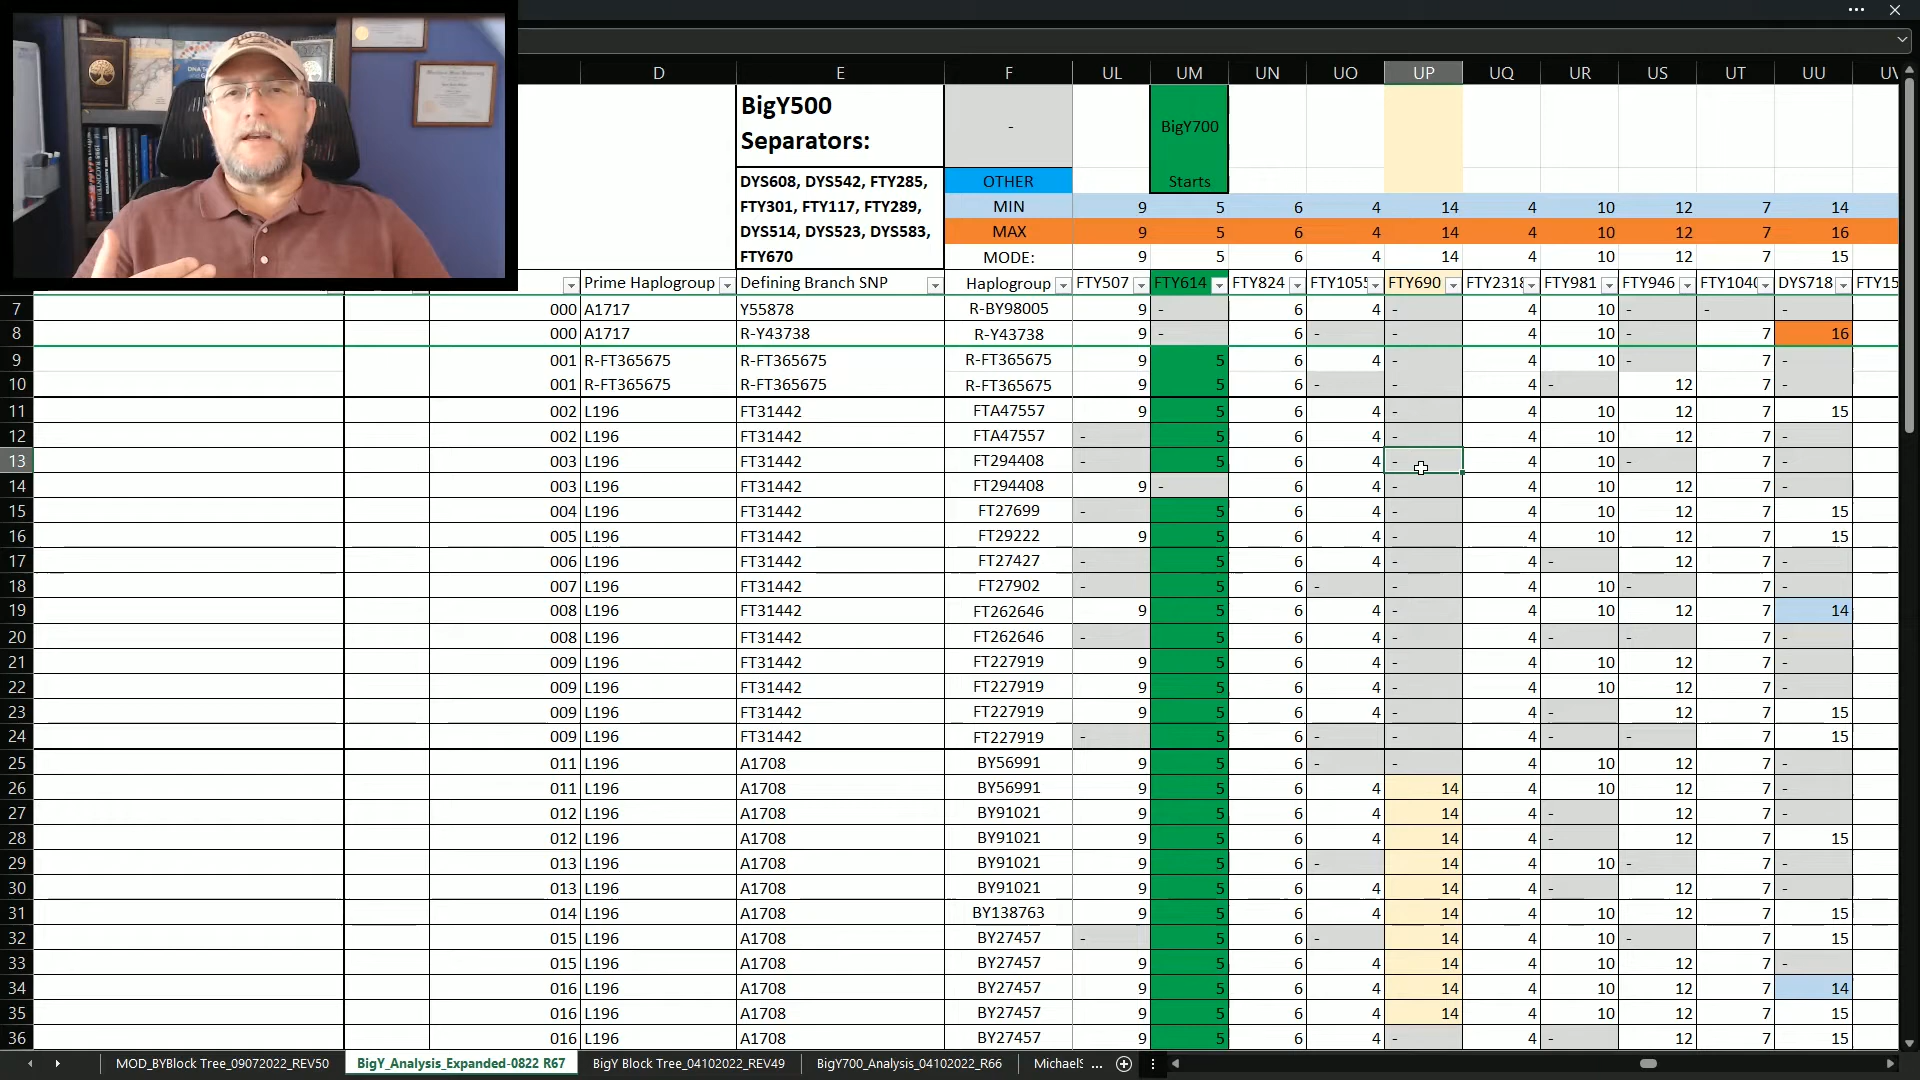 D E F UL UM UN UO UP UQ UR US UT UU UV
BigY500
Separators:
-
BigY700
Starts
DYS608, DYS542, FTY285,
FTY301, FTY117, FTY289,
DYS514, DYS523, DYS583,
FTY670
OTHER
MIN 9 5 6 4 14 4 10 12 7 14
MAX 9 5 6 4 14 4 10 12 7 16
MODE: 9 5 6 4 14 4 10 12 7 15
Prime Haplogroup Defining Branch SNP Haplogroup FTY507 FTY614 FTY824 FTY1055 FTY690 FTY2318 FTY981 FTY946 FTY1040 DYS718 FTY15
7 000 A1717 Y55878 R-BY98005 9 - 6 4 - 4 10 - - -
8 000 A1717 R-Y43738 R-Y43738 9 - 6 - - 4 10 - 7 16
9 001 R-FT365675 R-FT365675 R-FT365675 9 5 6 4 - 4 10 - 7 -
10 001 R-FT365675 R-FT365675 R-FT365675 9 5 6 - - 4 - 12 7 -
11 002 L196 FT31442 FTA47557 9 5 6 4 - 4 10 12 7 15
12 002 L196 FT31442 FTA47557 - 5 6 4 - 4 10 12 7 -
13 003 L196 FT31442 FT294408 - 5 6 4 - 4 10 - 7 -
14 003 L196 FT31442 FT294408 9 - 6 4 - 4 10 12 7 -
15 004 L196 FT31442 FT27699 - 5 6 4 - 4 10 12 7 15
16 005 L196 FT31442 FT29222 9 5 6 4 - 4 10 12 7 15
17 006 L196 FT31442 FT27427 - 5 6 4 - 4 - 12 7 -
18 007 L196 FT31442 FT27902 - 5 6 - - 4 10 - 7 -
19 008 L196 FT31442 FT262646 9 5 6 4 - 4 10 12 7 14
20 008 L196 FT31442 FT262646 - 5 6 4 - 4 - - 7 -
21 009 L196 FT31442 FT227919 9 5 6 4 - 4 10 12 7 -
22 009 L196 FT31442 FT227919 9 5 6 4 - 4 10 12 7 -
23 009 L196 FT31442 FT227919 9 5 6 4 - 4 - 12 7 15
24 009 L196 FT31442 FT227919 - 5 6 - - 4 - - 7 15
25 011 L196 A1708 BY56991 9 5 6 - - 4 10 12 7 -
26 011 L196 A1708 BY56991 9 5 6 4 14 4 10 12 7 -
27 012 L196 A1708 BY91021 9 5 6 4 14 4 - 12 7 -
28 012 L196 A1708 BY91021 9 5 6 4 14 4 - 12 7 15
29 013 L196 A1708 BY91021 9 5 6 - 14 4 10 - 7 -
30 013 L196 A1708 BY91021 9 5 6 4 14 4 - 12 7 -
31 014 L196 A1708 BY138763 9 5 6 4 14 4 10 12 7 15
32 015 L196 A1708 BY27457 - 5 6 - 14 4 10 - 7 15
33 015 L196 A1708 BY27457 9 5 6 4 14 4 10 12 7 -
34 016 L196 A1708 BY27457 9 5 6 4 14 4 10 12 7 14
35 016 L196 A1708 BY27457 9 5 6 4 14 4 10 12 7 15
36 016 L196 A1708 BY27457 9 5 6 4 - 4 - 12 7 15
MOD_BYBlock Tree_09072022_REV50 BigY_Analysis_Expanded-0822 R67 BigY Block Tree_04102022_REV49 BigY700_Analysis_04102022_R66 MichaelS ...